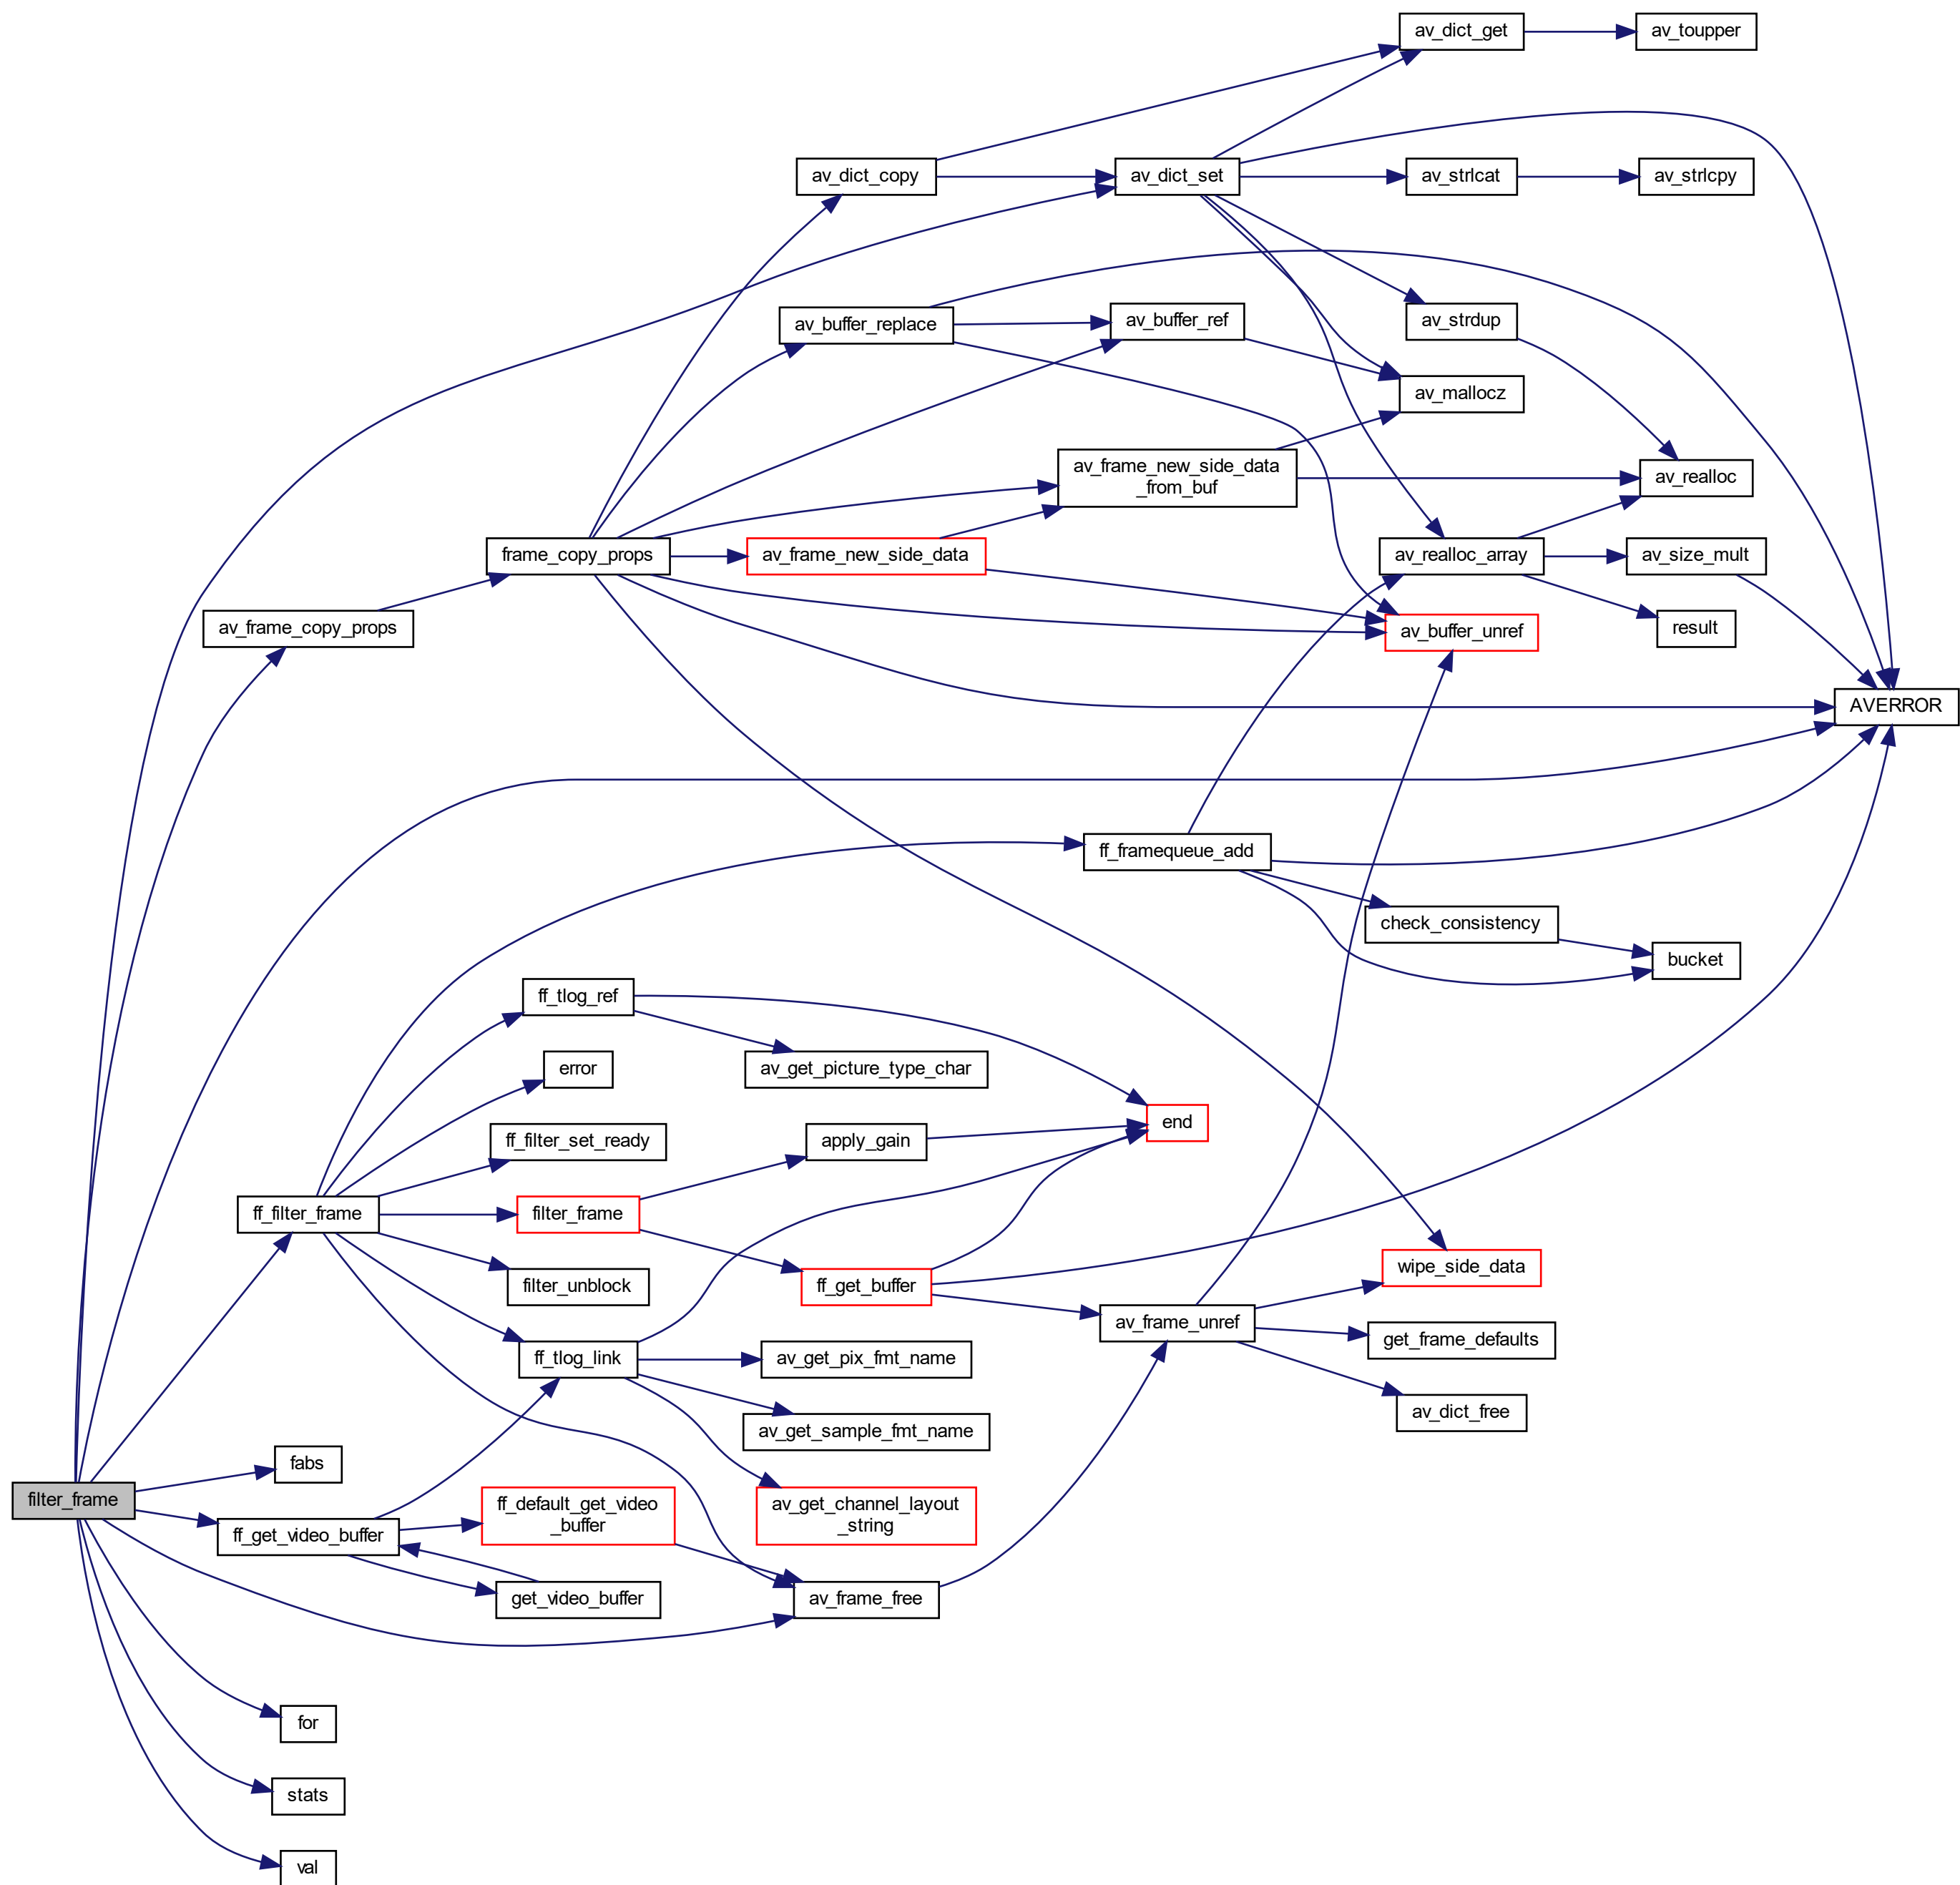 av_dict_get
av_toupper
av_dict_copy
av_dict_set
av_strlcat
av_strlcpy
av_buffer_replace
av_buffer_ref
av_strdup
av_mallocz
av_frame_new_side_data
_from_buf
av_realloc
frame_copy_props
av_frame_new_side_data
av_realloc_array
av_size_mult
av_frame_copy_props
av_buffer_unref
result
AVERROR
ff_framequeue_add
check_consistency
bucket
ff_tlog_ref
error
av_get_picture_type_char
end
ff_filter_set_ready
apply_gain
ff_filter_frame
filter_frame
filter_unblock
ff_get_buffer
wipe_side_data
av_frame_unref
get_frame_defaults
ff_tlog_link
av_get_pix_fmt_name
av_dict_free
av_get_sample_fmt_name
fabs
filter_frame
ff_default_get_video
_buffer
av_get_channel_layout
_string
ff_get_video_buffer
get_video_buffer
av_frame_free
for
stats
val